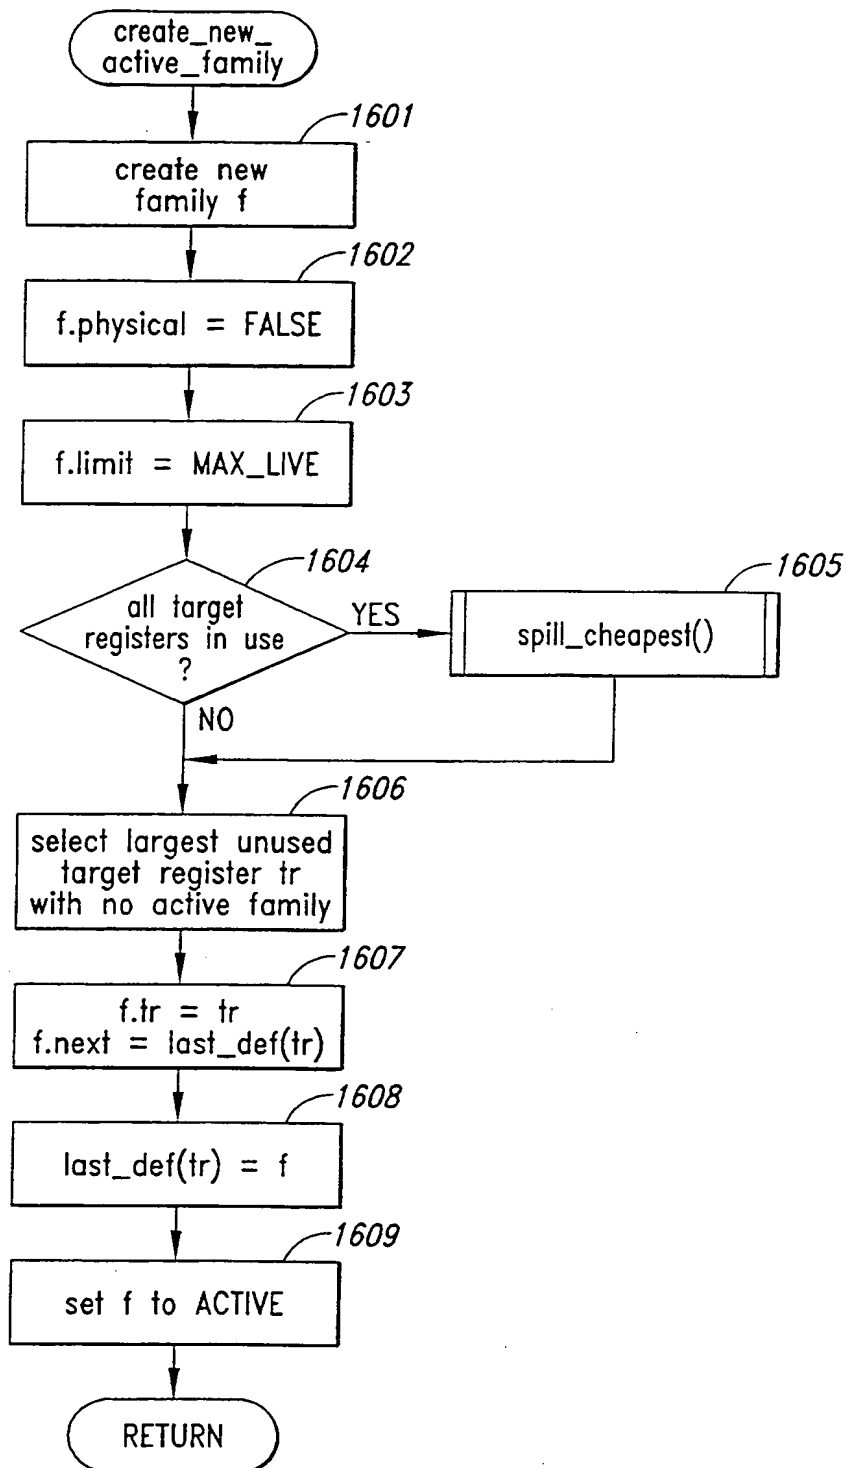 create_new_
active_family
1601
create new
family f
1602
f.physical = FALSE
1603
f.limit = MAX_LIVE
1604
all target
registers in use
?
YES
1605
spill_cheapest()
NO
1606
select largest unused
target register tr
with no active family
1607
f.tr = tr
f.next = last_def(tr)
1608
last_def(tr) = f
1609
set f to ACTIVE
RETURN